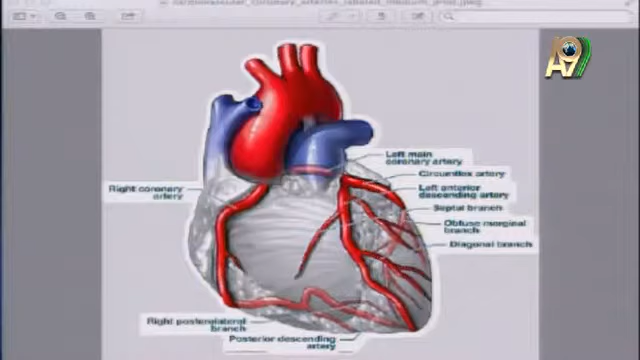 Left main
coronary artery
Circumflex artery
Left anterior
descending artery
Septal branch
Obtuse marginal
branch
Diagonal branch
Right coronary
artery
Right posterolateral
branch
Posterior descending
artery
A9